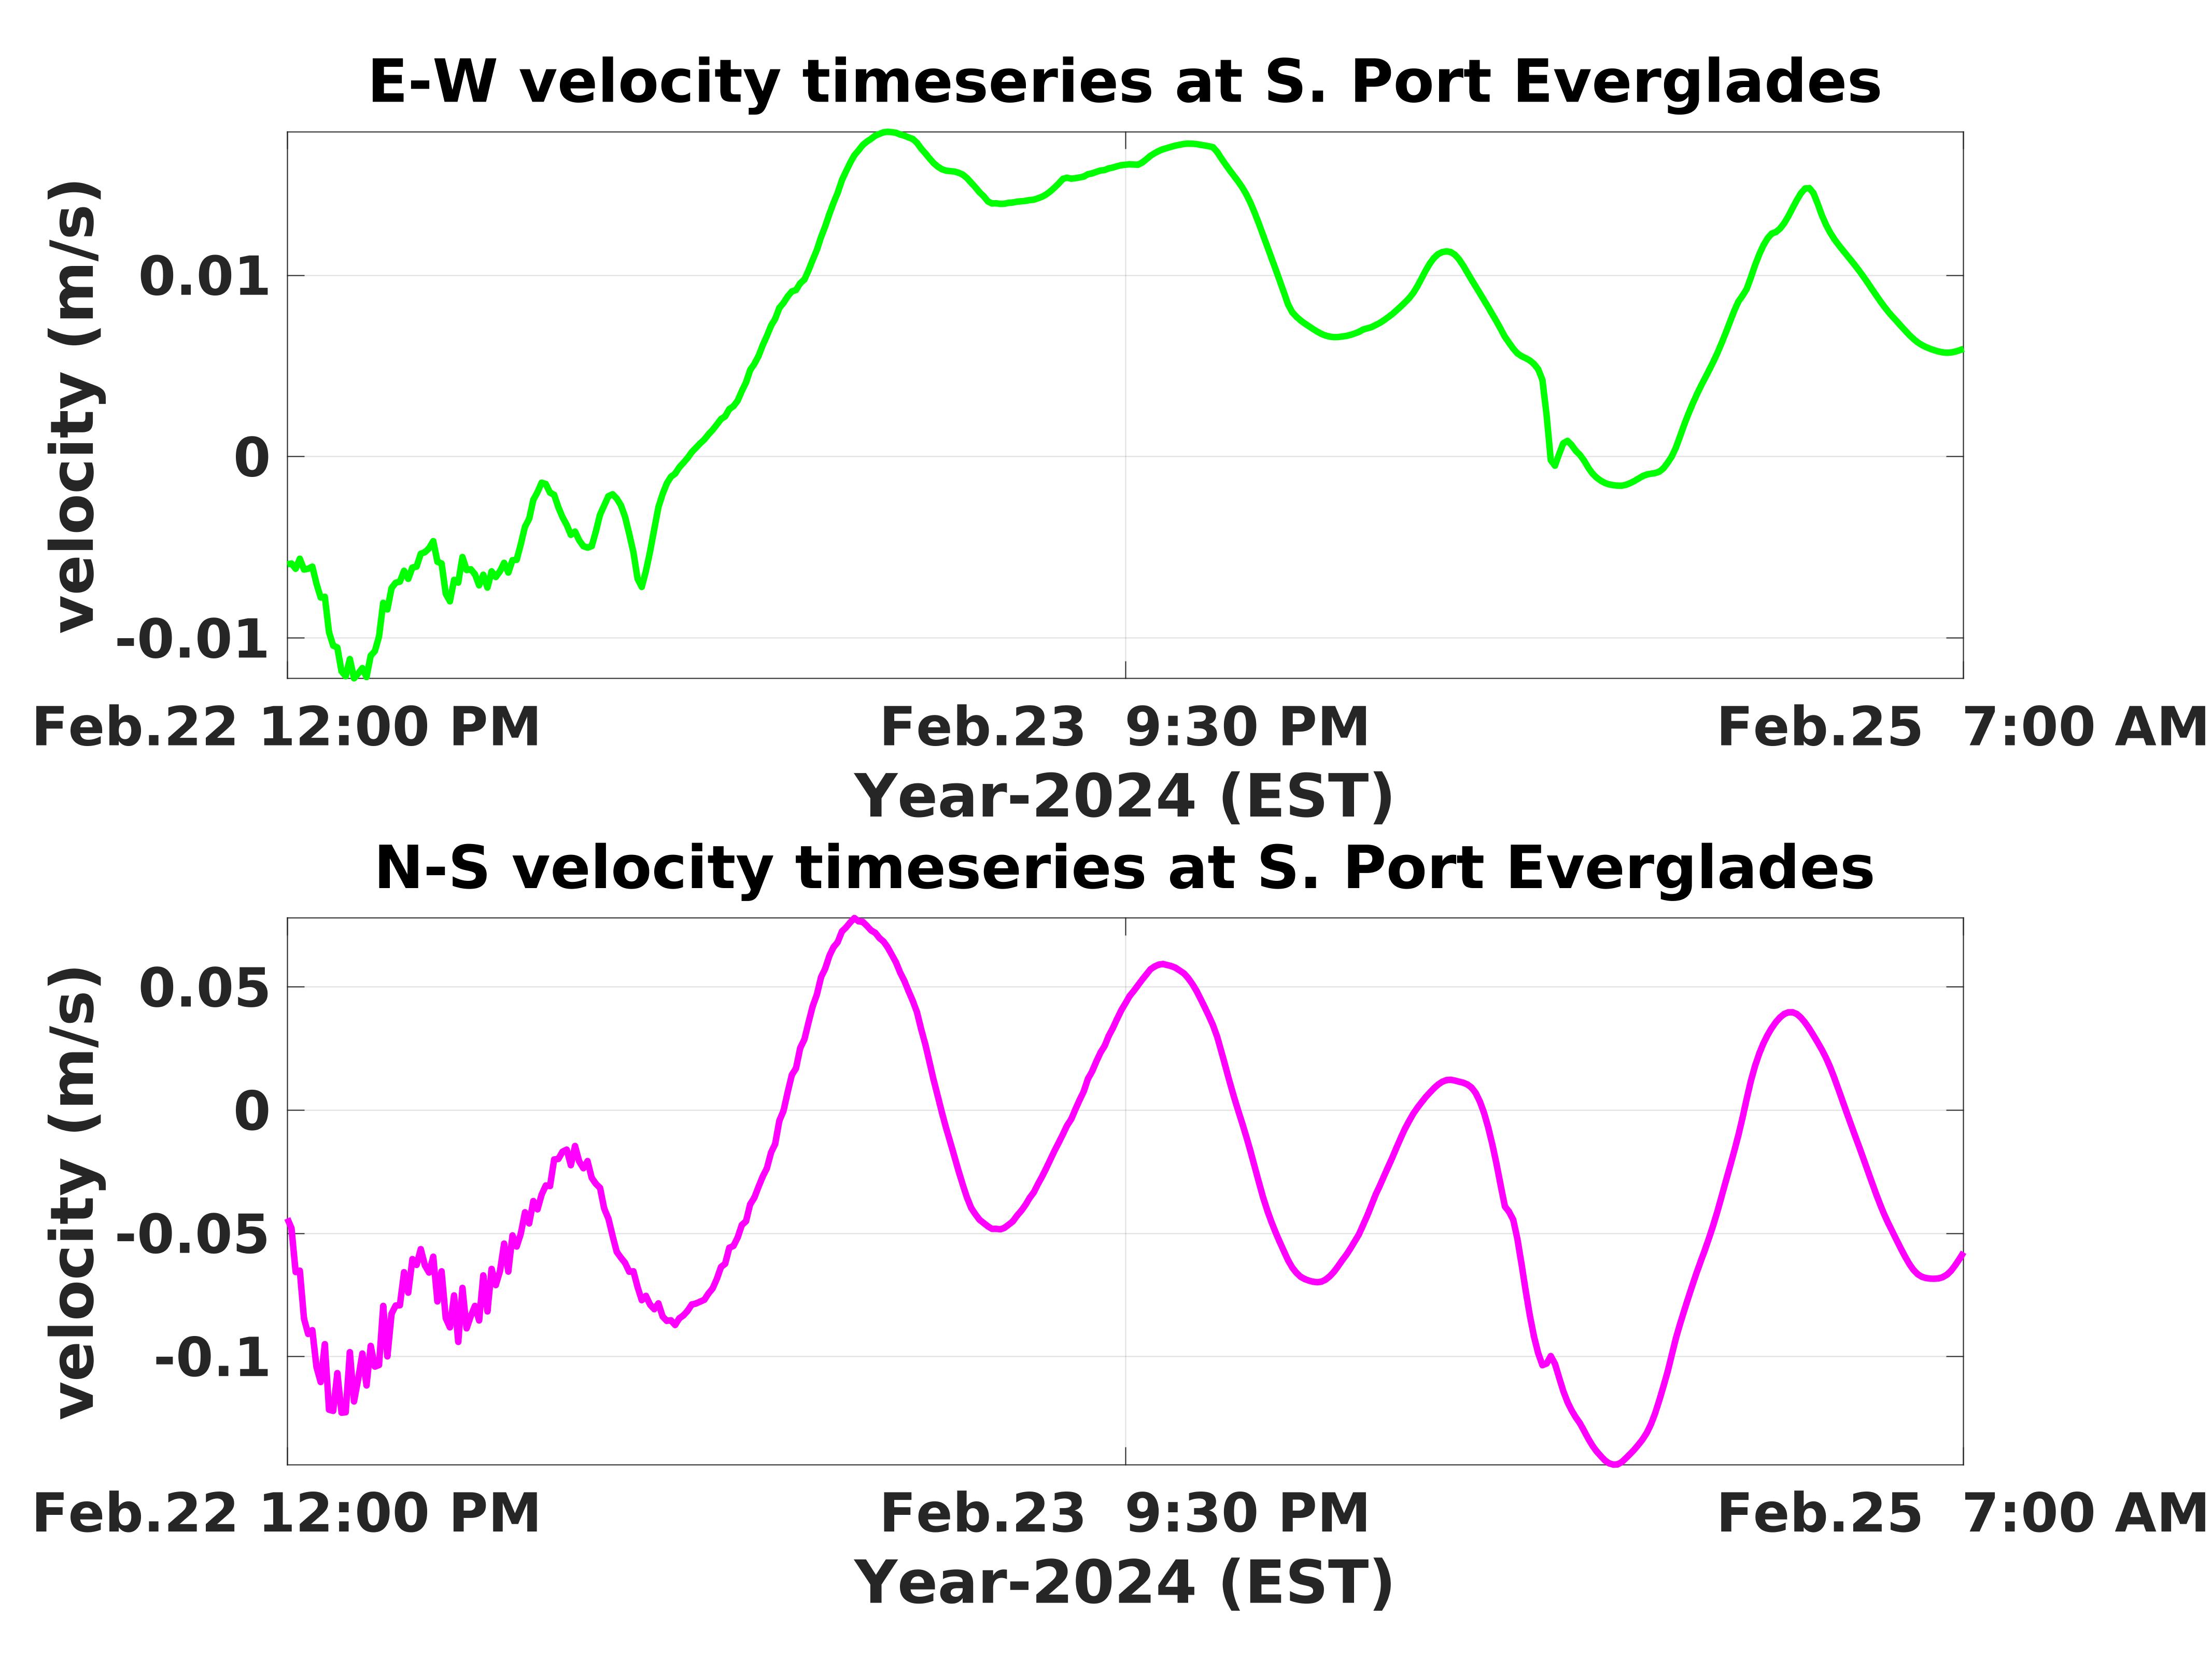 E-W velocity timeseries at S. Port Everglades
velocity (m/s)
0.01
0
-0.01
Feb.22 12:00 PM
Feb.23  9:30 PM
Feb.25  7:00 AM
Year-2024 (EST)
N-S velocity timeseries at S. Port Everglades
velocity (m/s)
0.05
0
-0.05
-0.1
Feb.22 12:00 PM
Feb.23  9:30 PM
Feb.25  7:00 AM
Year-2024 (EST)